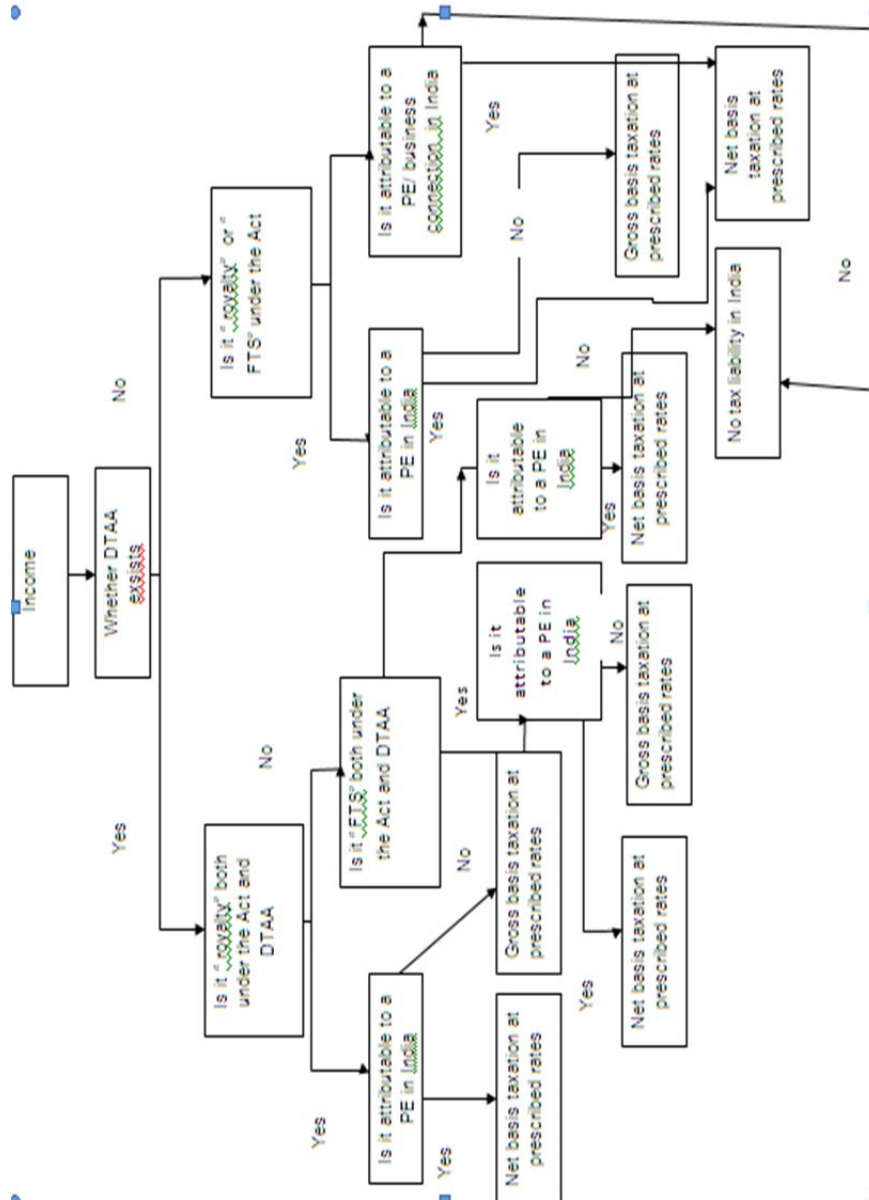 Income
Whether DTAA
exsists
Yes
No
Is it “ royalty” both
under the Act and
DTAA
Is it “ royalty” or “
FTS” under the Act
Yes
No
Yes
Is it attributable to a
PE in India
Is it “ FTS” both under
the Act and DTAA
Is it attributable to a
PE in India
Is it attributable to a
PE/ business
connection in India
Yes
No
Yes
Yes
No
Yes
Net basis taxation at
prescribed rates
Gross basis taxation at
prescribed rates
Is it
attributable
to a PE in
India
Is it
attributable
to a PE in
India
Yes
No
Yes
No
Gross basis taxation at
prescribed rates
Net basis taxation at
prescribed rates
Gross basis taxation at
prescribed rates
Net basis taxation at
prescribed rates
No tax liability in India
Net basis
taxation at
prescribed rates
No